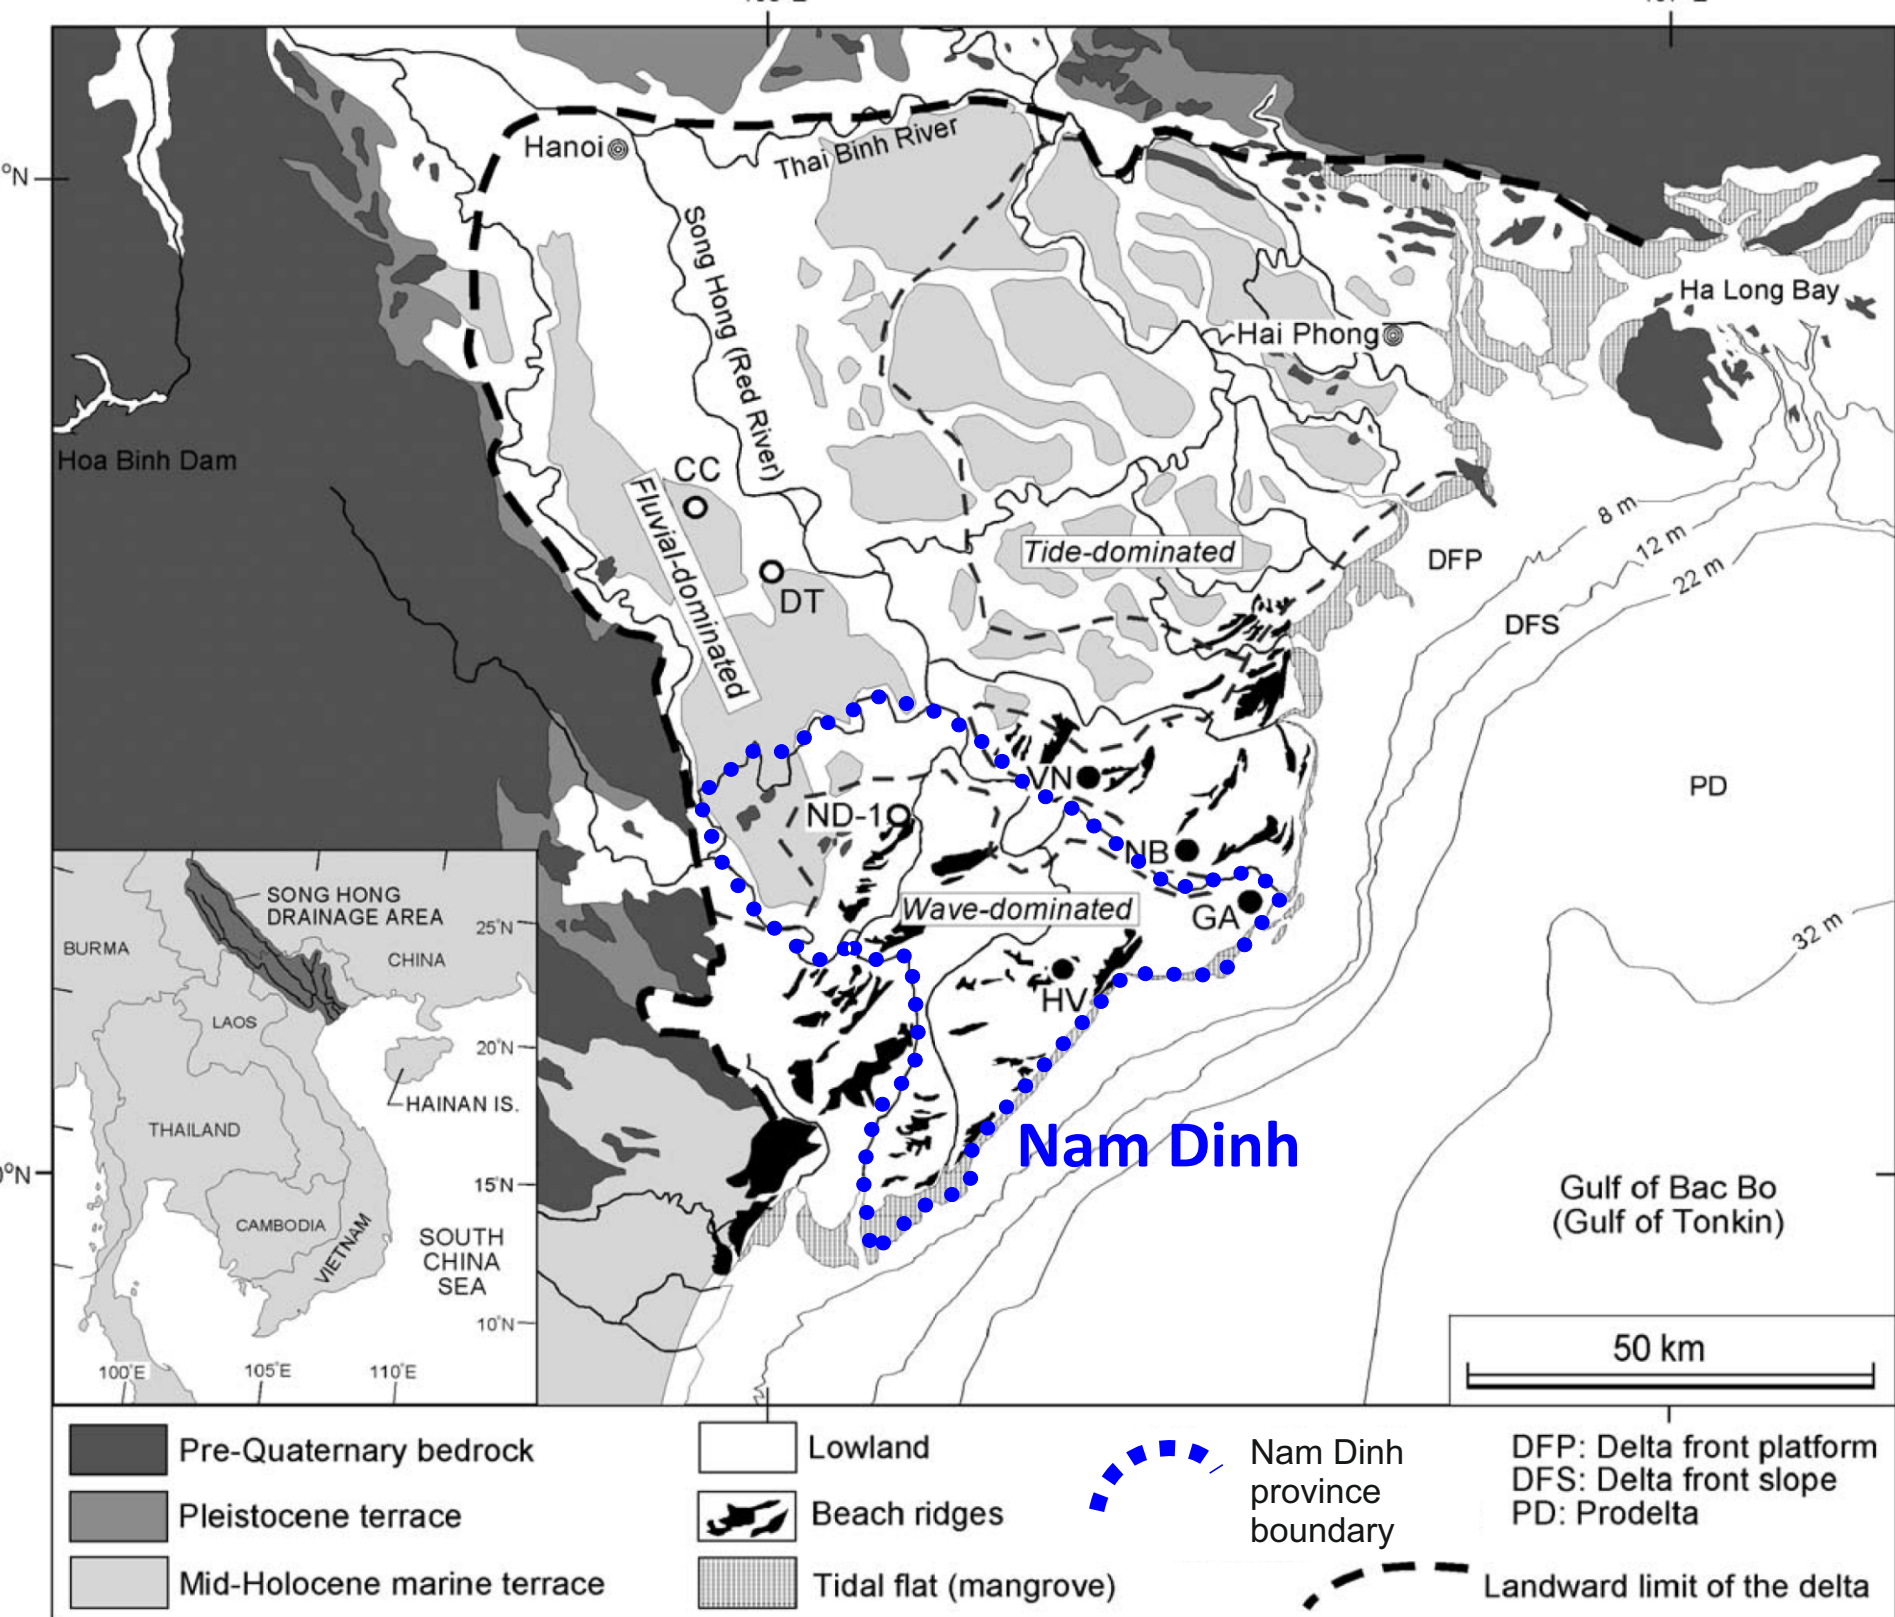 Hanoi
Thai Binh River
°N
Song Hong (Red River)
Ha Long Bay
Hai Phong
Hoa Binh Dam
CC
Fluvial-dominated
8 m
12 m
22 m
Tide-dominated
DFP
DT
DFS
VN
PD
ND-1
NB
Wave-dominated
GA
32 m
HV
Nam Dinh
SONG HONG
DRAINAGE AREA
25°N
BURMA
CHINA
LAOS
20°N
HAINAN IS.
THAILAND
0°N
15°N
CAMBODIA
VIETNAM
SOUTH
CHINA
SEA
10°N
100°E
105°E
110°E
Gulf of Bac Bo
(Gulf of Tonkin)
50 km
Pre-Quaternary bedrock
Pleistocene terrace
Mid-Holocene marine terrace
Lowland
Beach ridges
Tidal flat (mangrove)
Nam Dinh
province
boundary
DFP: Delta front platform
DFS: Delta front slope
PD: Prodelta
Landward limit of the delta